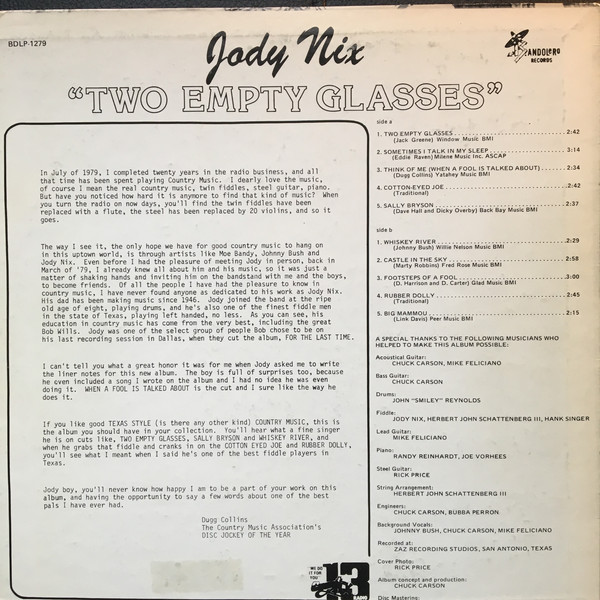 BDLP-1279
Jody Nix
ANDOLERO
RECORDS
"TWO EMPTY GLASSES"
In July of 1979, I completed twenty years in the radio business, and all
that time has been spent playing Country Music. I dearly love the music,
of course I mean the real country music, twin fiddles, steel guitar, piano.
But have you noticed how hard it is anymore to find that kind of music? When
you turn the radio on now days, you'll find the twin fiddles have been
replaced with a flute, the steel has been replaced by 20 violins, and so it
goes.
The way I see it, the only hope we have for good country music to hang on
in this uptown world, is through artists like Moe Bandy, Johnny Bush and
Jody Nix. Even before I had the pleasure of meeting Jody in person, back in
March of '79, I already knew all about him and his music, so it was just a
matter of shaking hands and inviting him on the bandstand with me and the boys,
to become friends. Of all the people I have had the pleasure to know in
country music, I have never found anyone as dedicated to his work as Jody Nix.
His dad has been making music since 1946. Jody joined the band at the ripe
old age of eight, playing drums, and he's also one of the finest fiddle men
in the state of Texas, playing left handed, no less. As you can see, his
education in country music has come from the very best, including the great
Bob Wills. Jody was one of the select group of people Bob chose to be on
his last recording session in Dallas, when they cut the album, FOR THE LAST TIME.
I can't tell you what a great honor it was for me when Jody asked me to write
the liner notes for this new album. The boy is full of surprises too, because
he even included a song I wrote on the album and I had no idea he was even
doing it. WHEN A FOOL IS TALKED ABOUT is the cut and I sure like the way he
does it.
If you like good TEXAS STYLE (is there any other kind) COUNTRY MUSIC, this is
the album you should have in your collection. You'll hear what a fine singer
he is on cuts like, TWO EMPTY GLASSES, SALLY BRYSON and WHISKEY RIVER, and
when he grabs that fiddle and cranks in on the COTTON EYED JOE and RUBBER DOLLY,
you'll see what I meant when I said he's one of the best fiddle players in
Texas.
Jody boy, you'll never know how happy I am to be a part of your work on this
album, and having the opportunity to say a few words about one of the best
pals I have ever had.
Dugg Collins
The Country Music Association's
DISC JOCKEY OF THE YEAR
"WE DO
IT FOR
YOU"
13
RADIO
side a
1. TWO EMPTY GLASSES 2:42
(Jack Greene) Window Music BMI
2. SOMETIMES I TALK IN MY SLEEP 3:14
(Eddie Raven) Milene Music Inc. ASCAP
3. THINK OF ME (WHEN A FOOL IS TALKED ABOUT) 2:34
(Dugg Collins) Yatahey Music BMI
4. COTTON-EYED JOE 2:42
(Traditional)
5. SALLY BRYSON 2:37
(Dave Hall and Dicky Overby) Back Bay Music BMI
side b
1. WHISKEY RIVER 2:29
(Johnny Bush) Willie Nelson Music BMI
2. CASTLE IN THE SKY 2:58
(Marty Robbins) Fred Rose Music BMI
3. FOOTSTEPS OF A FOOL 3:00
(D. Harrison and D. Carter) Glad Music BMI
4. RUBBER DOLLY 2:45
(Traditional)
5. BIG MAMMOU 2:15
(Link Davis) Peer Music BMI
A SPECIAL THANKS TO THE FOLLOWING MUSICIANS WHO
HELPED TO MAKE THIS ALBUM POSSIBLE:
Acoustical Guitar:
CHUCK CARSON, MIKE FELICIANO
Bass Guitar:
CHUCK CARSON
Drums:
JOHN "SMILEY" REYNOLDS
Fiddle:
JODY NIX, HERBERT JOHN SCHATTENBERG III, HANK SINGER
Lead Guitar:
MIKE FELICIANO
Piano:
RANDY REINHARDT, JOE VORHEES
Steel Guitar:
RICK PRICE
String Arrangement:
HERBERT JOHN SCHATTENBERG III
Engineers:
CHUCK CARSON, BUBBA PERRON
Background Vocals:
JOHNNY BUSH, CHUCK CARSON, MIKE FELICIANO
Recorded at:
ZAZ RECORDING STUDIOS, SAN ANTONIO, TEXAS
Cover Photo:
RICK PRICE
Album concept and production:
CHUCK CARSON
Disc Mastering: